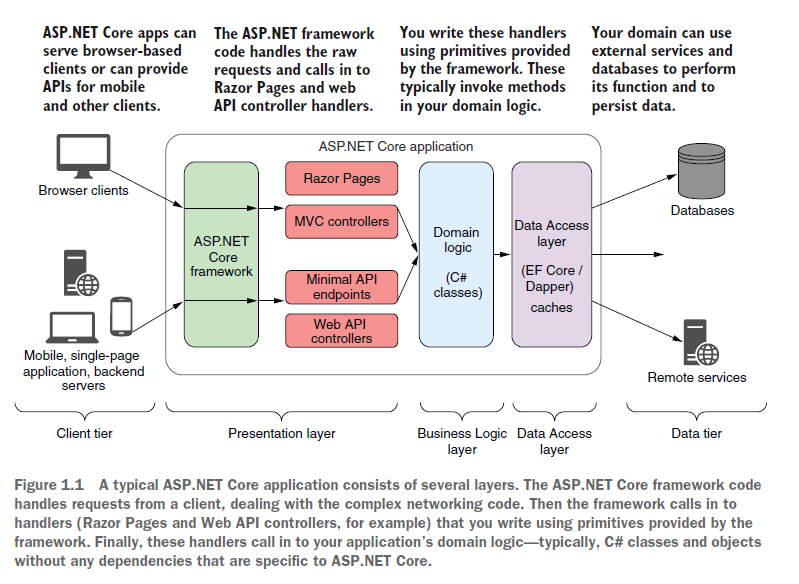 ASP.NET Core apps can
serve browser-based
clients or can provide
APIs for mobile
and other clients.
The ASP.NET framework
code handles the raw
requests and calls in to
Razor Pages and web
API controller handlers.
You write these handlers
using primitives provided
by the framework. These
typically invoke methods
in your domain logic.
Your domain can use
external services and
databases to perform
its function and to
persist data.
ASP.NET Core application
Browser clients
Mobile, single-page
application, backend
servers
ASP.NET
Core
framework
Razor Pages
MVC controllers
Minimal API
endpoints
Web API
controllers
Domain
logic
(C#
classes)
Data Access
layer
(EF Core /
Dapper)
caches
Databases
Remote services
Client tier
Presentation layer
Business Logic
layer
Data Access
layer
Data tier
Figure 1.1 A typical ASP.NET Core application consists of several layers. The ASP.NET Core framework code
handles requests from a client, dealing with the complex networking code. Then the framework calls in to
handlers (Razor Pages and Web API controllers, for example) that you write using primitives provided by the
framework. Finally, these handlers call in to your application's domain logic—typically, C# classes and objects
without any dependencies that are specific to ASP.NET Core.